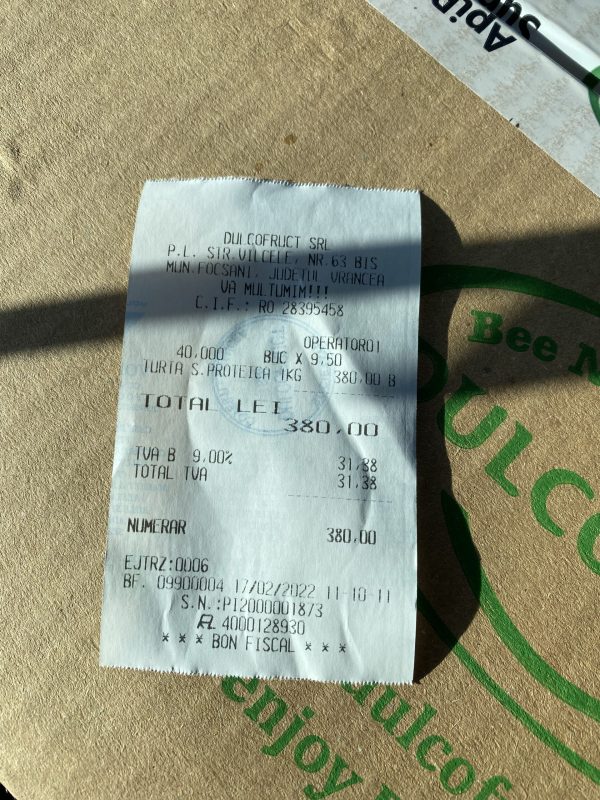 DULCOFRUCT SRL
P.L. STR.VILCELE, NR.63 BIS
MUN.FOCSANI, JUDETUL VRANCEA
VA MULTUMIM!!!
C.I.F.: RO 28395458
OPERATOR01
40,000 BUC X 9,50
TURTA S.PROTEICA 1KG 380,00 B
TOTAL LEI
380,00
TVA B 9,00% 31,38
TOTAL TVA 31,38
NUMERAR 380,00
EJTRZ:0006
BF. 09900004 17/02/2022 11-10-11
S.N.:PI2000001873
4000128930
* * * BON FISCAL * * *
Bee
DULCO
dulcof
enjoy